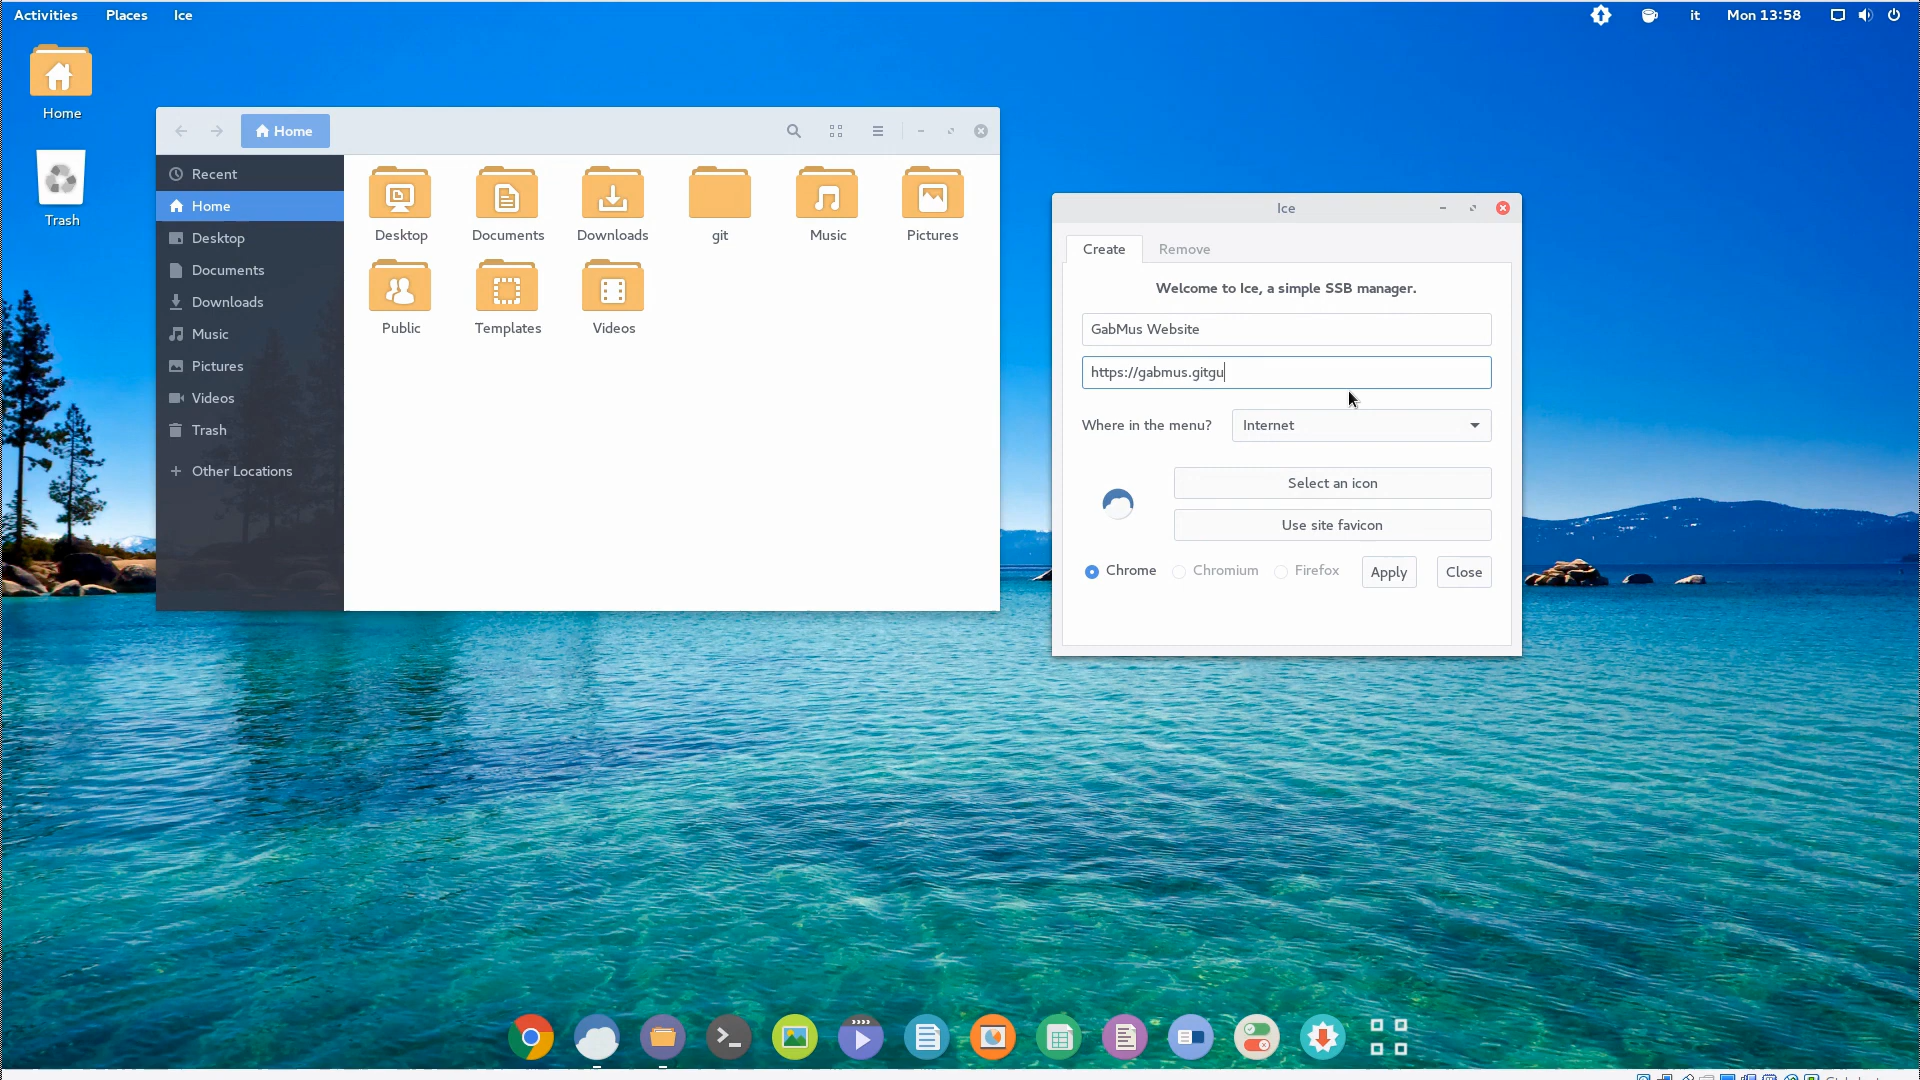 Activities Places Ice
it Mon 13:58
Home
Trash
Home
Recent
Home
Desktop
Documents
Downloads
Music
Pictures
Videos
Trash
+ Other Locations
Desktop Documents Downloads git Music Pictures
Public Templates Videos
Ice
Create Remove
Welcome to Ice, a simple SSB manager.
GabMus Website
https://gabmus.gitgu
Where in the menu? Internet
Select an icon
Use site favicon
Chrome Chromium Firefox Apply Close